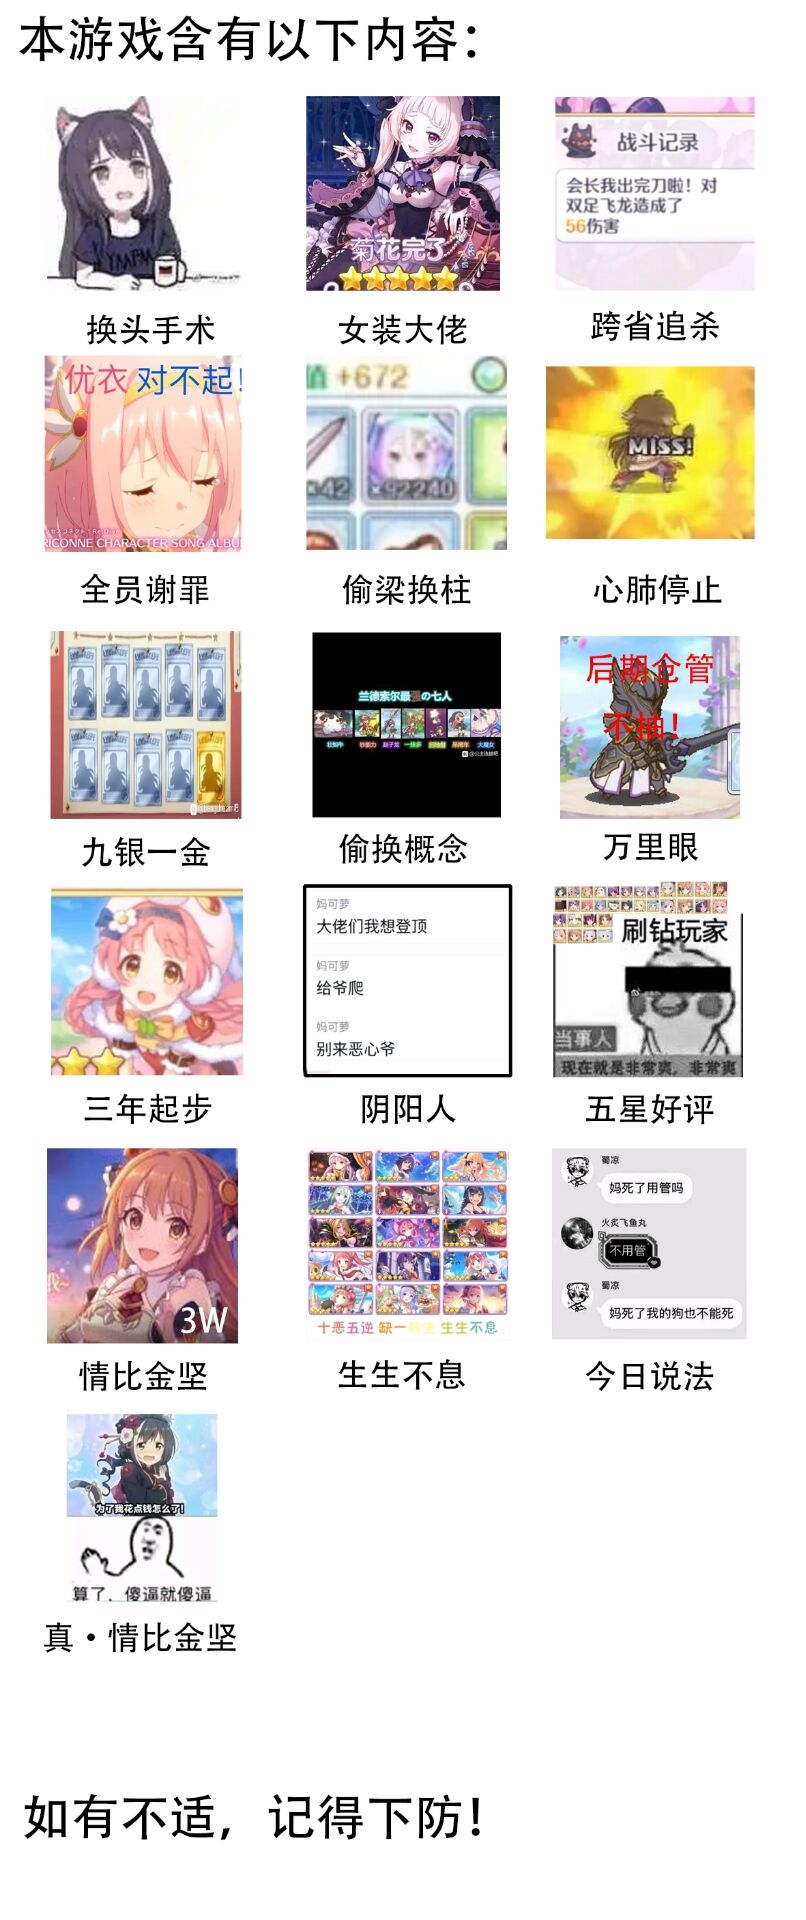 本游戏含有以下内容：
菊花完了
战斗记录
会长我出完刀啦！对
双足飞龙造成了
56伤害
换头手术
女装大佬
跨省追杀
优衣 对不起！
RICONNE CHARACTER SONG ALBU
值 +672
×42
×92240
MISS!
全员谢罪
偷梁换柱
心肺停止
兰德索尔最强の七人
后期仓管
不抽！
九银一金
偷换概念
万里眼
妈可萝
大佬们我想登顶
妈可萝
给爷爬
妈可萝
别来恶心爷
刷钻玩家
当事人
现在就是非常爽，非常爽
三年起步
阴阳人
五星好评
3W
十恶五逆 缺一 生生不息
蜀凉
妈死了用管吗
火炙飞鱼丸
不用管
蜀凉
妈死了我的狗也不能死
情比金坚
生生不息
今日说法
为了我花点钱怎么了！
算了、傻逼就傻逼
真·情比金坚
如有不适，记得下防！